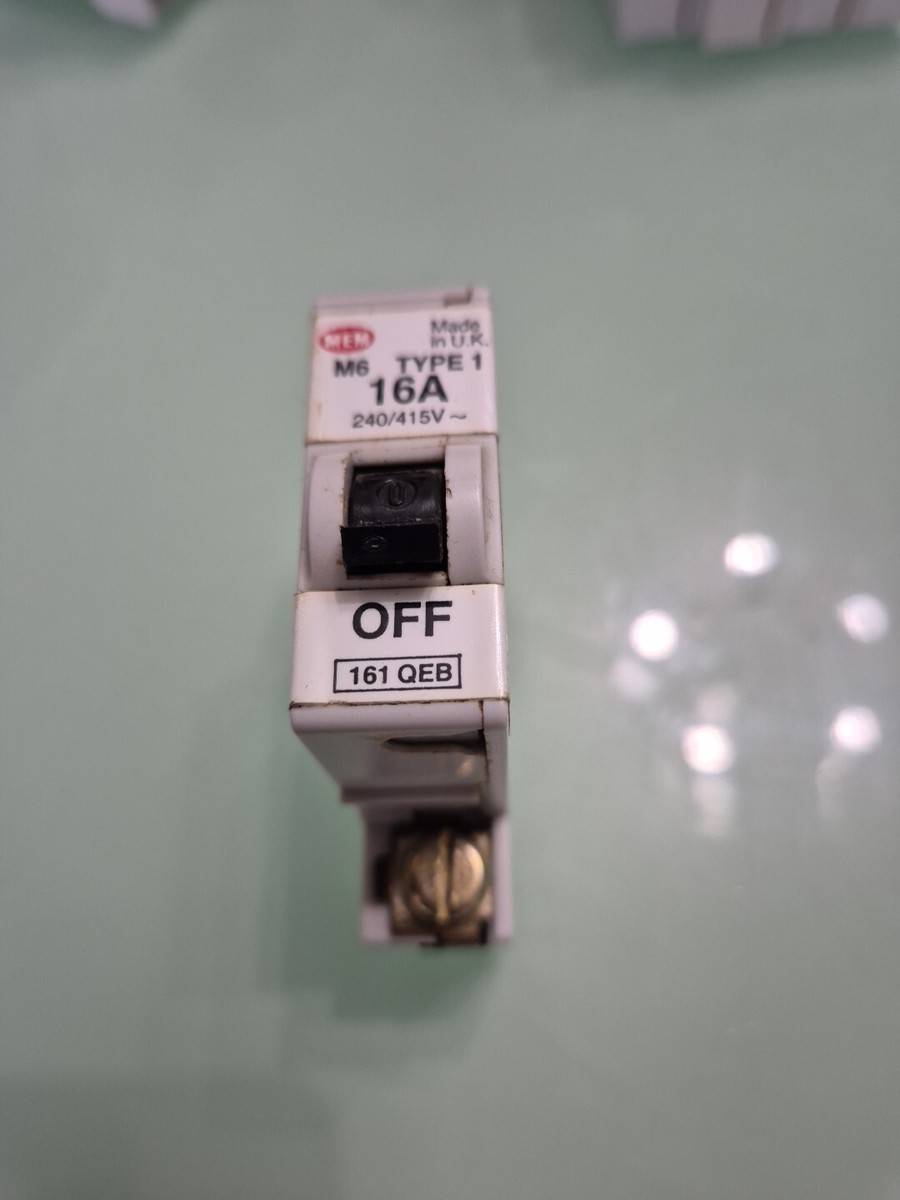 MEM
Made
in U.K.
M6 TYPE 1
16A
240/415V ~
OFF
161 QEB